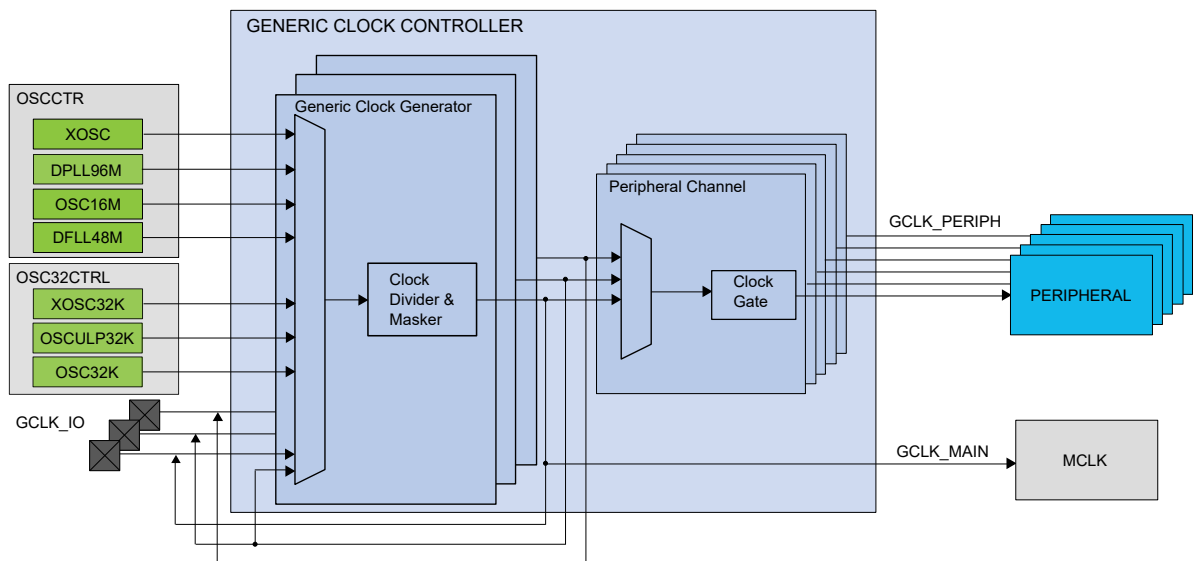 GENERIC CLOCK CONTROLLER
OSCCTR
XOSC
DPLL96M
OSC16M
DFLL48M
OSC32CTRL
XOSC32K
OSCULP32K
OSC32K
GCLK_IO
Generic Clock Generator
Clock
Divider &
Masker
Peripheral Channel
Clock
Gate
GCLK_PERIPH
PERIPHERAL
GCLK_MAIN
MCLK